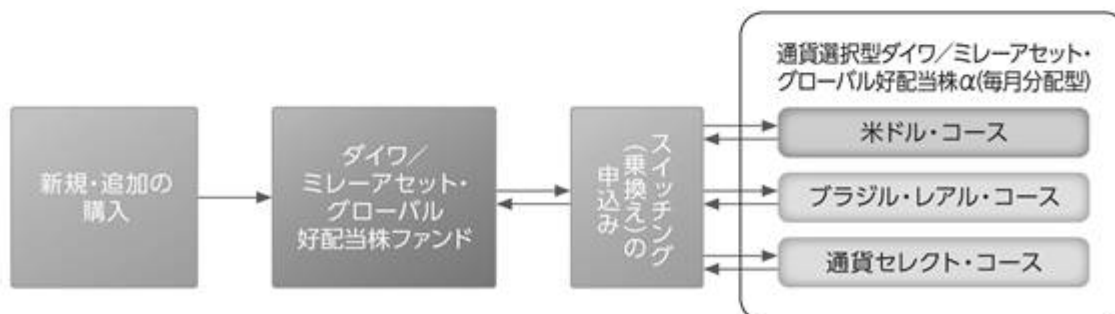 新規・追加の
購入
ダイワ/
ミレーアセット・
グローバル
好配当株ファンド
スイッチング
(乗換え)の
申込み
通貨選択型ダイワ/ミレーアセット・
グローバル好配当株α(毎月分配型)
米ドル・コース
ブラジル・レアル・コース
通貨セレクト・コース